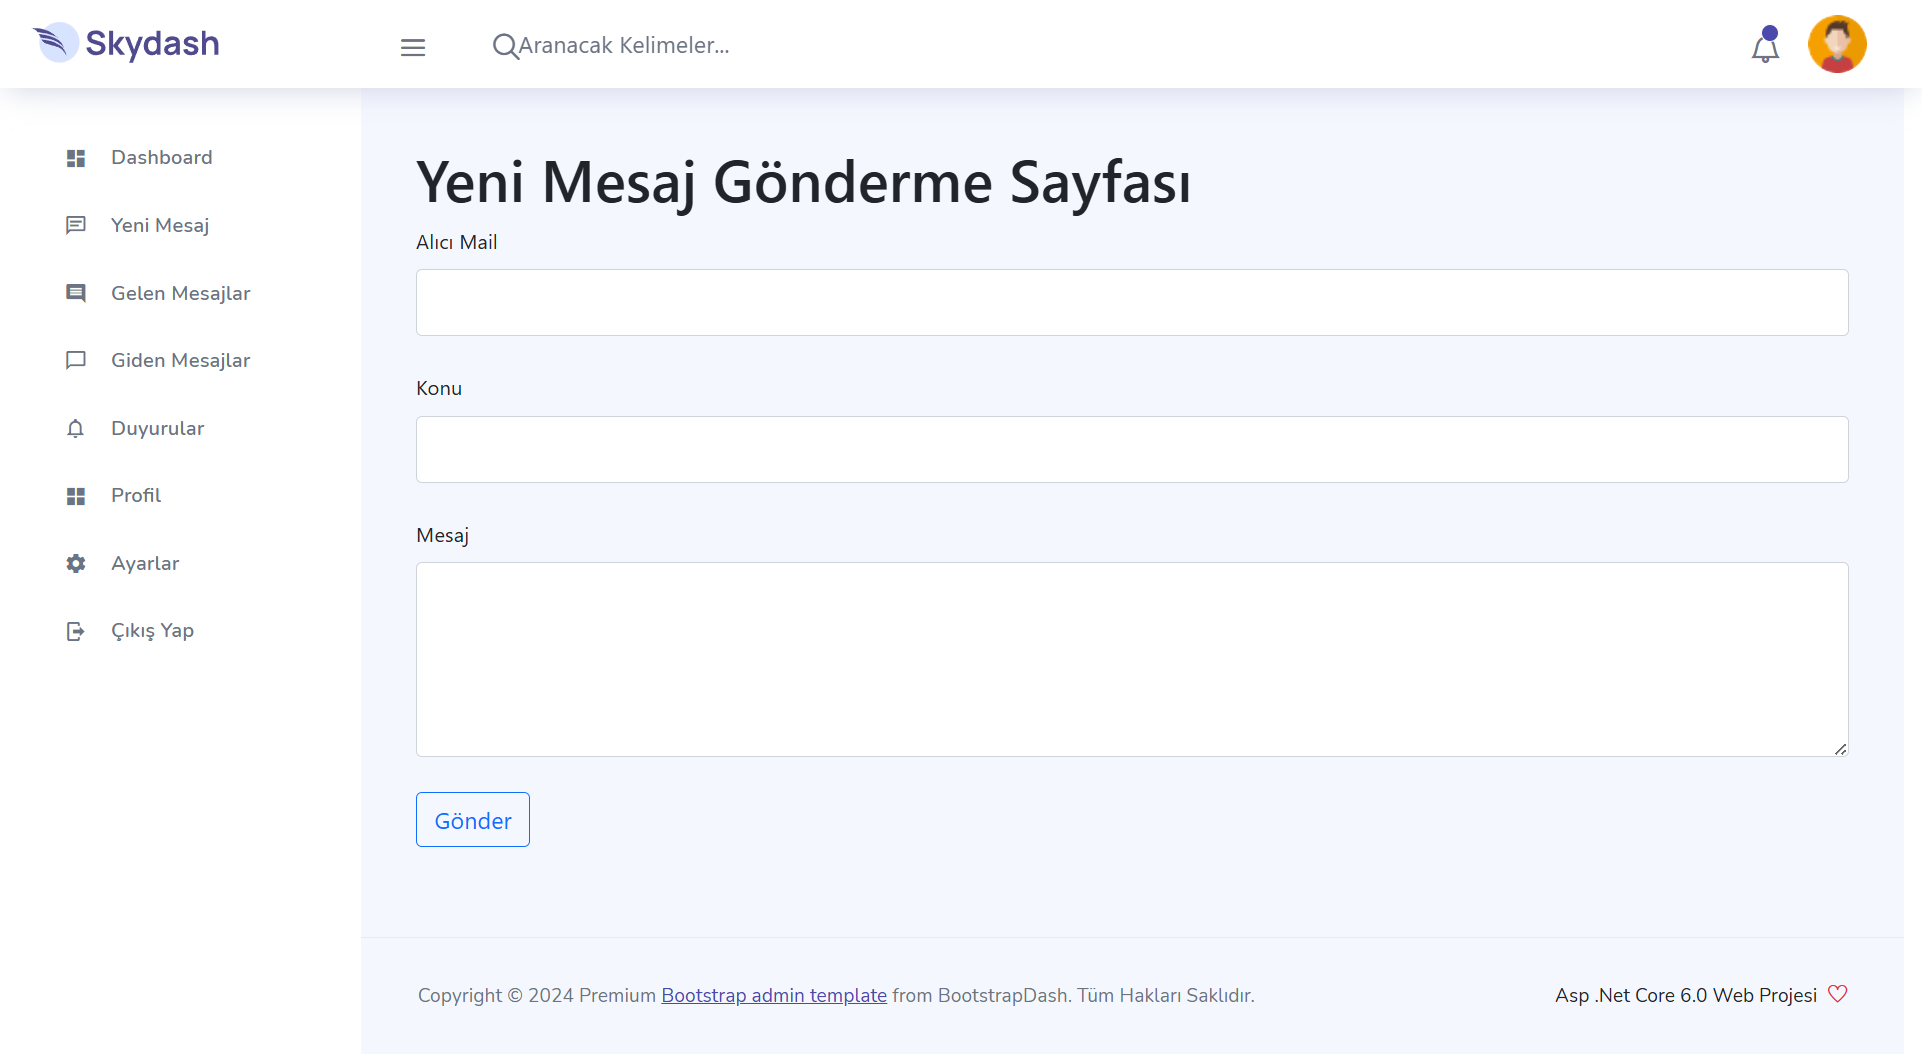 Skydash
Aranacak Kelimeler...
Dashboard
Yeni Mesaj
Gelen Mesajlar
Giden Mesajlar
Duyurular
Profil
Ayarlar
Çıkış Yap
Yeni Mesaj Gönderme Sayfası
Alıcı Mail
Konu
Mesaj
Gönder
Copyright © 2024 Premium Bootstrap admin template from BootstrapDash. Tüm Hakları Saklıdır.
Asp .Net Core 6.0 Web Projesi